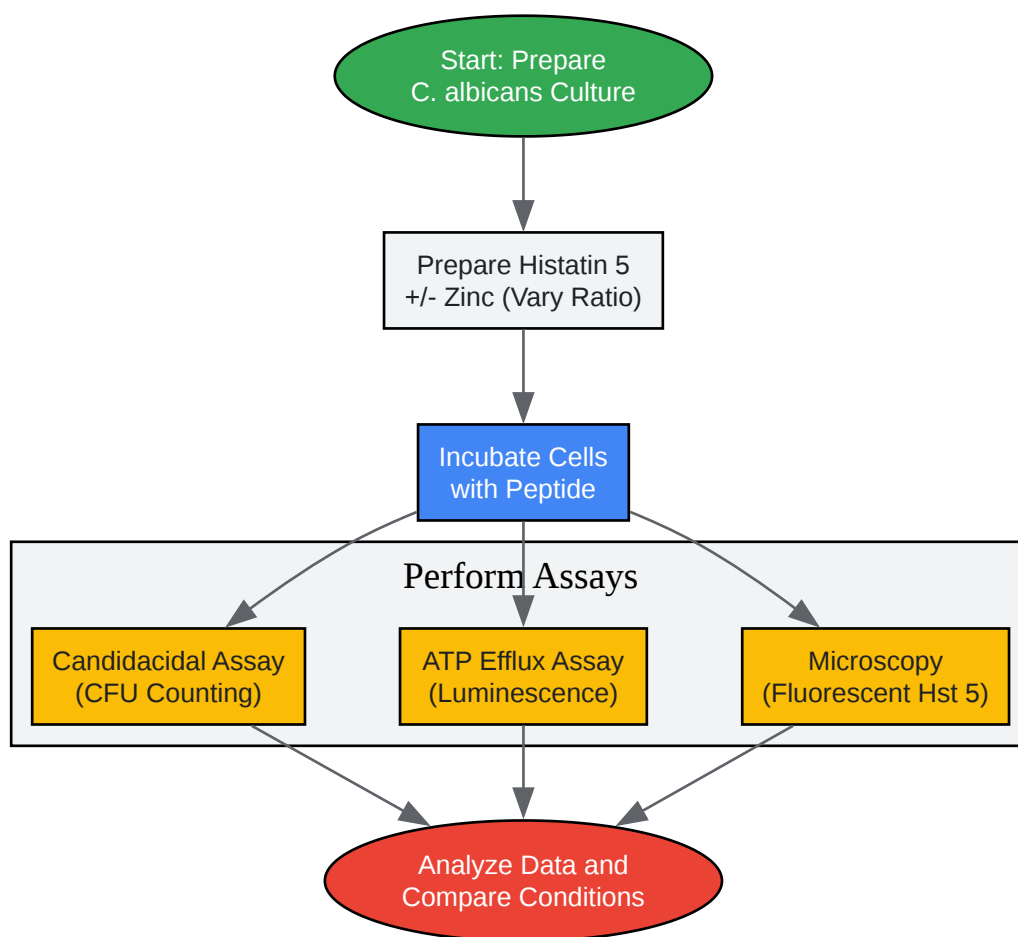 Start: Prepare
C. albicans Culture
Prepare Histatin 5
+/- Zinc (Vary Ratio)
Incubate Cells
with Peptide
Perform Assays
Candidacidal Assay
(CFU Counting)
ATP Efflux Assay
(Luminescence)
Microscopy
(Fluorescent Hst 5)
Analyze Data and
Compare Conditions